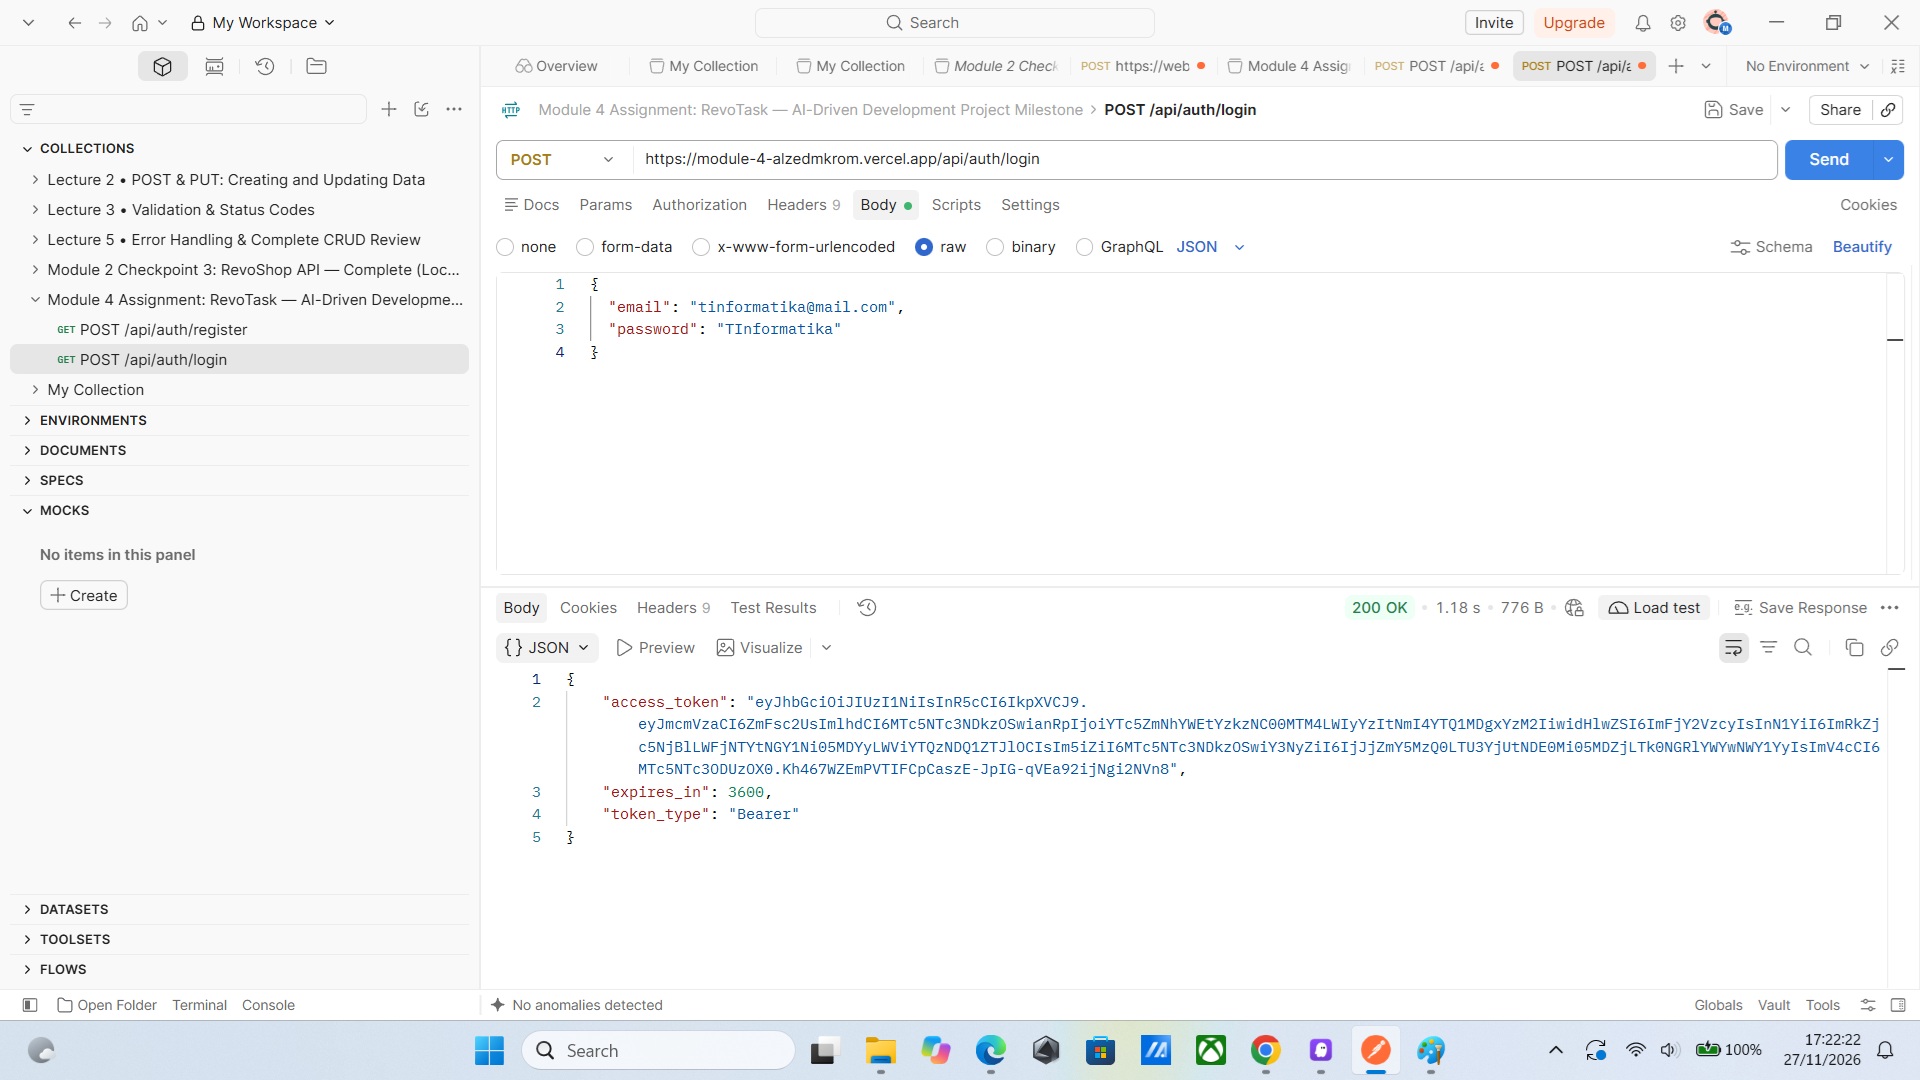 My Workspace
Search
Invite
Upgrade
Overview
My Collection
My Collection
Module 2 Check
POST https://web
Module 4 Assig
POST POST /api/a
POST POST /api/a
No Environment
Module 4 Assignment: RevoTask — AI-Driven Development Project Milestone > POST /api/auth/login
Save
Share
COLLECTIONS
Lecture 2 • POST & PUT: Creating and Updating Data
Lecture 3 • Validation & Status Codes
Lecture 5 • Error Handling & Complete CRUD Review
Module 2 Checkpoint 3: RevoShop API — Complete (Loc...
Module 4 Assignment: RevoTask — AI-Driven Developme...
GET POST /api/auth/register
GET POST /api/auth/login
My Collection
ENVIRONMENTS
DOCUMENTS
SPECS
MOCKS
No items in this panel
Create
DATASETS
TOOLSETS
FLOWS
POST
https://module-4-alzedmkrom.vercel.app/api/auth/login
Send
Docs Params Authorization Headers 9 Body Scripts Settings
Cookies
none form-data x-www-form-urlencoded raw binary GraphQL JSON
Schema Beautify
1 {
2 "email": "tinformatika@mail.com",
3 "password": "TInformatika"
4 }
Body Cookies Headers 9 Test Results
200 OK • 1.18 s • 776 B
Load test
e.g. Save Response
{} JSON Preview Visualize
1 {
2 "access_token": "eyJhbGciOiJIUzI1NiIsInR5cCI6IkpXVCJ9.
eyJmcmVzaCI6ZmFsc2UsImlhdCI6MTc5NTc3NDkzOSwianRpIjoiYTc5ZmNhYWEtYzkzNC00MTM4LWIyYzItNmI4YTQ1MDgxYzM2IiwidHlwZSI6ImFjY2VzcyIsInN1YiI6ImRkZj
c5NjBlLWFjNTYtNGY1Ni05MDYyLWViYTQzNDQ1ZTJlOCIsIm5iZiI6MTc5NTc3NDkzOSwiY3NyZiI6IjJjZmY5MzQ0LTU3YjUtNDE0Mi05MDZjLTk0NGRlYWYwNWY1YyIsImV4cCI6
MTc5NTc3ODUzOX0.Kh467WZEmPVTIFCpCaszE-JpIG-qVEa92ijNgi2NVn8",
3 "expires_in": 3600,
4 "token_type": "Bearer"
5 }
Open Folder Terminal Console
No anomalies detected
Globals Vault Tools
Search
100%
17:22:22
27/11/2026